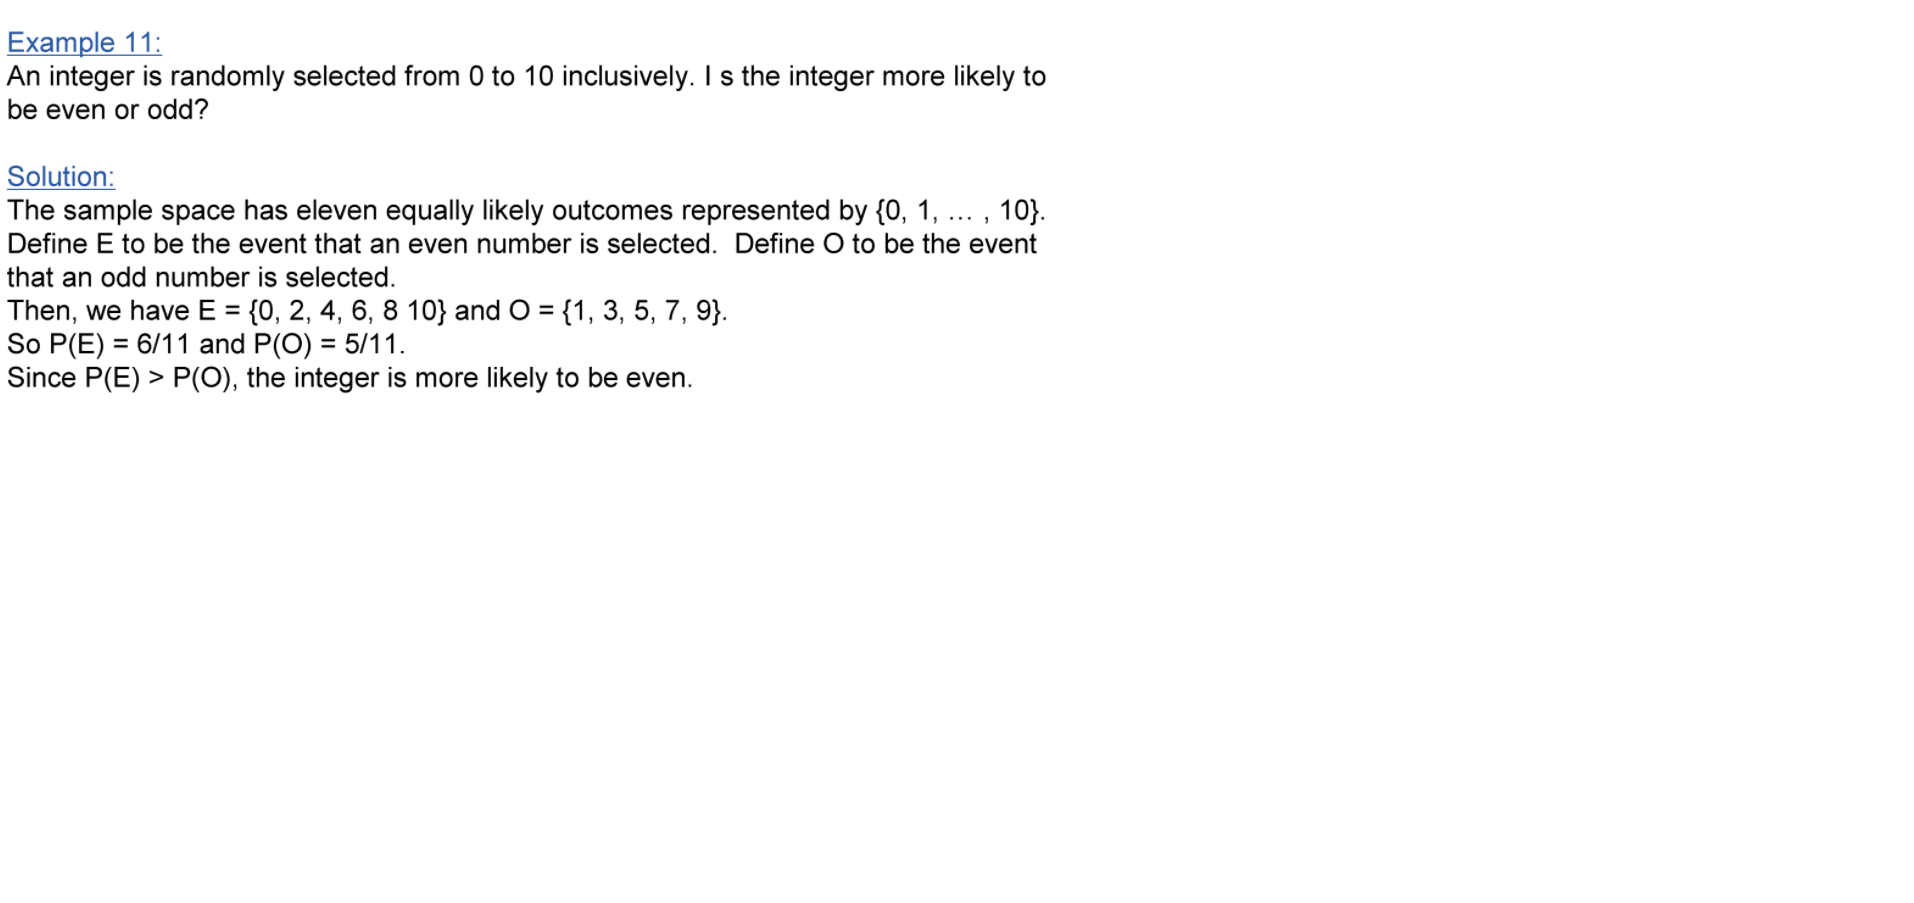 Example 11:
An integer is randomly selected from 0 to 10 inclusively. I s the integer more likely to
be even or odd?
Solution:
The sample space has eleven equally likely outcomes represented by {0, 1, … , 10}.
Define E to be the event that an even number is selected.  Define O to be the event
that an odd number is selected.
Then, we have E = {0, 2, 4, 6, 8 10} and O = {1, 3, 5, 7, 9}.
So P(E) = 6/11 and P(O) = 5/11.
Since P(E) > P(O), the integer is more likely to be even.